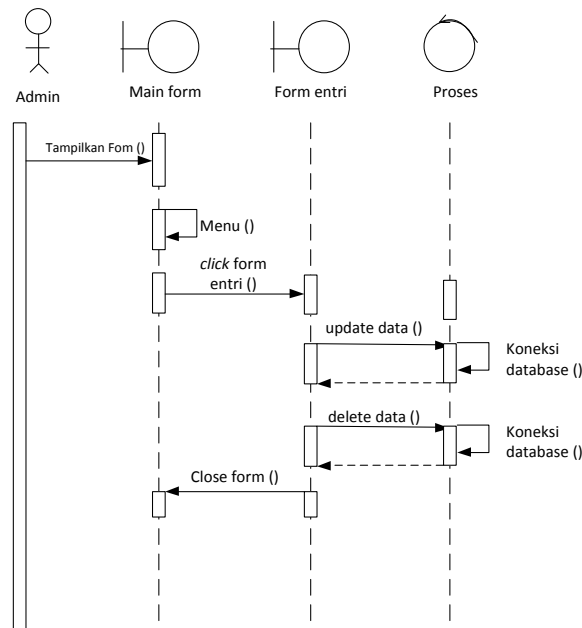 Admin
Main form
Form entri
Proses
Tampilkan Fom ()
Menu ()
click form
entri ()
update data ()
Koneksi
database ()
delete data ()
Koneksi
database ()
Close form ()